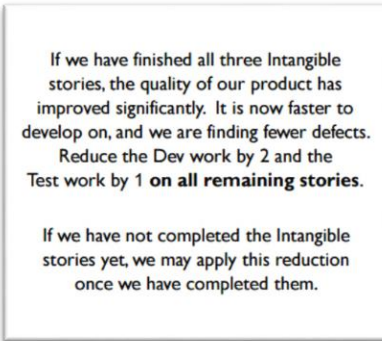 If we have finished all three Intangible
stories, the quality of our product has
improved significantly. It is now faster to
develop on, and we are finding fewer defects.
Reduce the Dev work by 2 and the
Test work by 1 on all remaining stories.
If we have not completed the Intangible
stories yet, we may apply this reduction
once we have completed them.